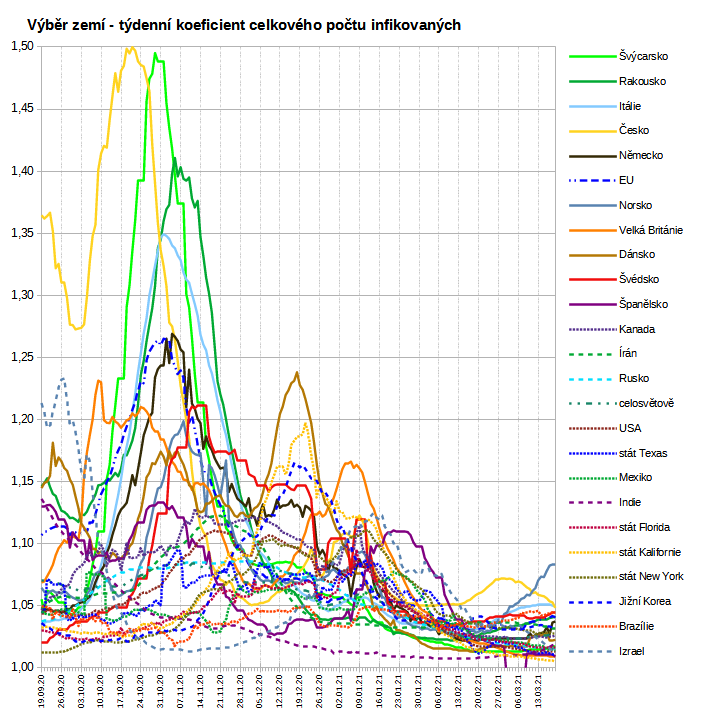 Výběr zemí - týdenní koeficient celkového počtu infikovaných
1,50
1,45
1,40
1,35
1,30
1,25
1,20
1,15
1,10
1,05
1,00
Švýcarsko
Rakousko
Itálie
Česko
Německo
EU
Norsko
Velká Británie
Dánsko
Švédsko
Španělsko
Kanada
Írán
Rusko
celosvětově
USA
stát Texas
Mexiko
Indie
stát Florida
stát Kalifornie
stát New York
Jižní Korea
Brazílie
Izrael
19.09.20
26.09.20
03.10.20
10.10.20
17.10.20
24.10.20
31.10.20
07.11.20
14.11.20
21.11.20
28.11.20
05.12.20
12.12.20
19.12.20
26.12.20
02.01.21
09.01.21
16.01.21
23.01.21
30.01.21
06.02.21
13.02.21
20.02.21
27.02.21
06.03.21
13.03.21